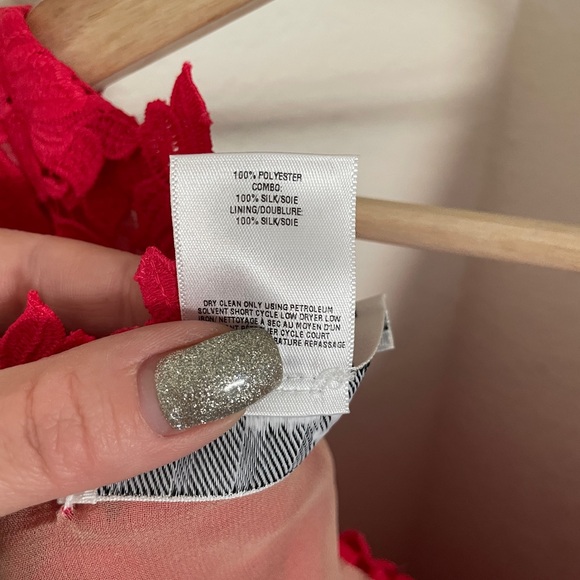 100% POLYESTER
COMBO:
100% SILK/SOIE
LINING/DOUBLURE:
100% SILK/SOIE
DRY CLEAN ONLY USING PETROLEUM
SOLVENT SHORT CYCLE LOW DRYER LOW
IRON/ NETTOYAGE À SEC AU MOYEN D'UN
CYCLE COURT
REPASSAGE